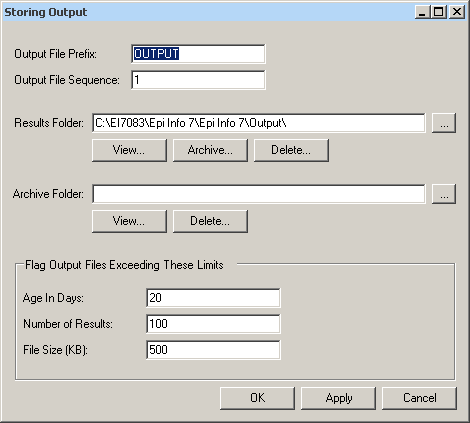 Storing Output
Output File Prefix: OUTPUT
Output File Sequence: 1
Results Folder: C:\EI7083\Epi Info 7\Epi Info 7\Output\ ...
View... Archive... Delete...
Archive Folder: ...
View... Delete...
Flag Output Files Exceeding These Limits
Age In Days: 20
Number of Results: 100
File Size (KB): 500
OK Apply Cancel